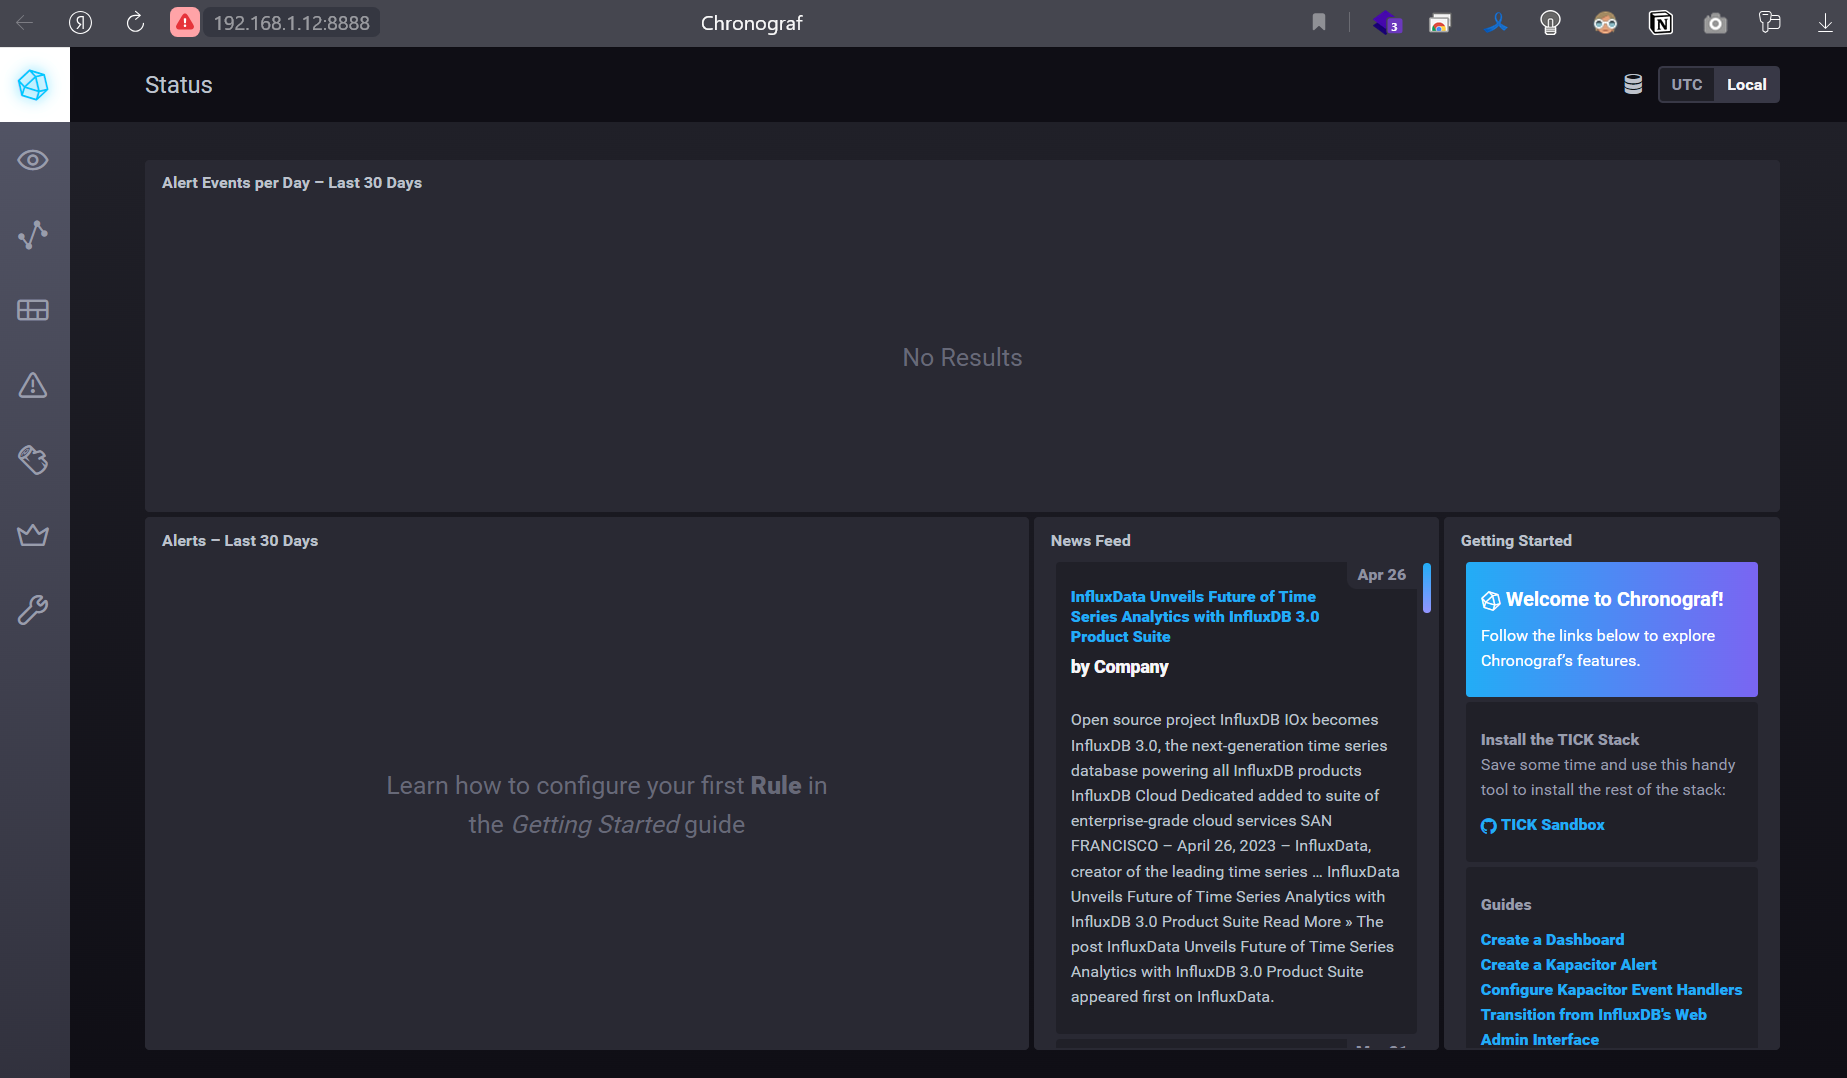 192.168.1.12:8888
Chronograf
3
Status
UTC
Local
Alert Events per Day – Last 30 Days
No Results
Alerts – Last 30 Days
Learn how to configure your first Rule in
the Getting Started guide
News Feed
Apr 26
InfluxData Unveils Future of Time
Series Analytics with InfluxDB 3.0
Product Suite
by Company
Open source project InfluxDB IOx becomes
InfluxDB 3.0, the next-generation time series
database powering all InfluxDB products
InfluxDB Cloud Dedicated added to suite of
enterprise-grade cloud services SAN
FRANCISCO – April 26, 2023 – InfluxData,
creator of the leading time series … InfluxData
Unveils Future of Time Series Analytics with
InfluxDB 3.0 Product Suite Read More » The
post InfluxData Unveils Future of Time Series
Analytics with InfluxDB 3.0 Product Suite
appeared first on InfluxData.
Getting Started
Welcome to Chronograf!
Follow the links below to explore
Chronograf’s features.
Install the TICK Stack
Save some time and use this handy
tool to install the rest of the stack:
TICK Sandbox
Guides
Create a Dashboard
Create a Kapacitor Alert
Configure Kapacitor Event Handlers
Transition from InfluxDB's Web
Admin Interface